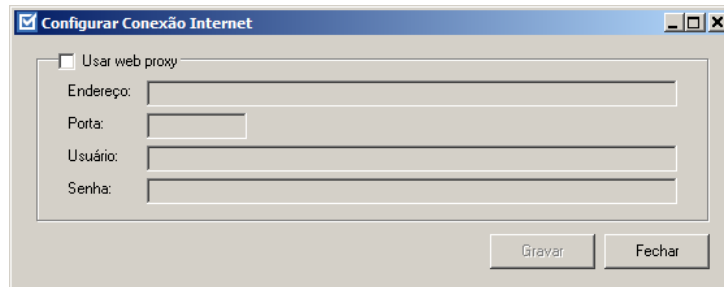 Configurar Conexão Internet
Usar web proxy
Endereço:
Porta:
Usuário:
Senha:
Gravar Fechar